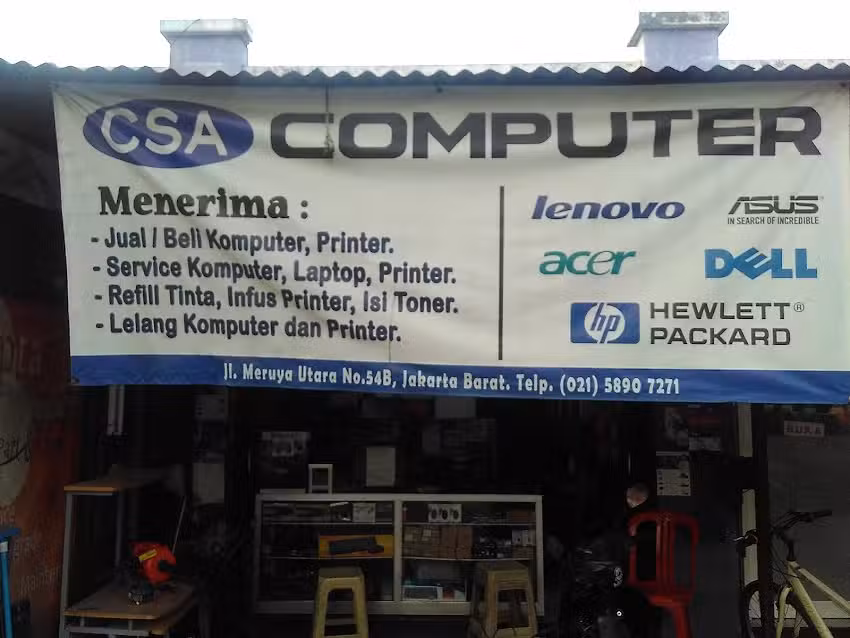 CSA COMPUTER
Menerima :
- Jual / Beli Komputer, Printer.
- Service Komputer, Laptop, Printer.
- Refill Tinta, Infus Printer, Isi Toner.
- Lelang Komputer dan Printer.
lenovo
ASUS
IN SEARCH OF INCREDIBLE
acer
DELL
hp HEWLETT®
PACKARD
Jl. Meruya Utara No.54B, Jakarta Barat. Telp. (021) 5890 7271
BUKA